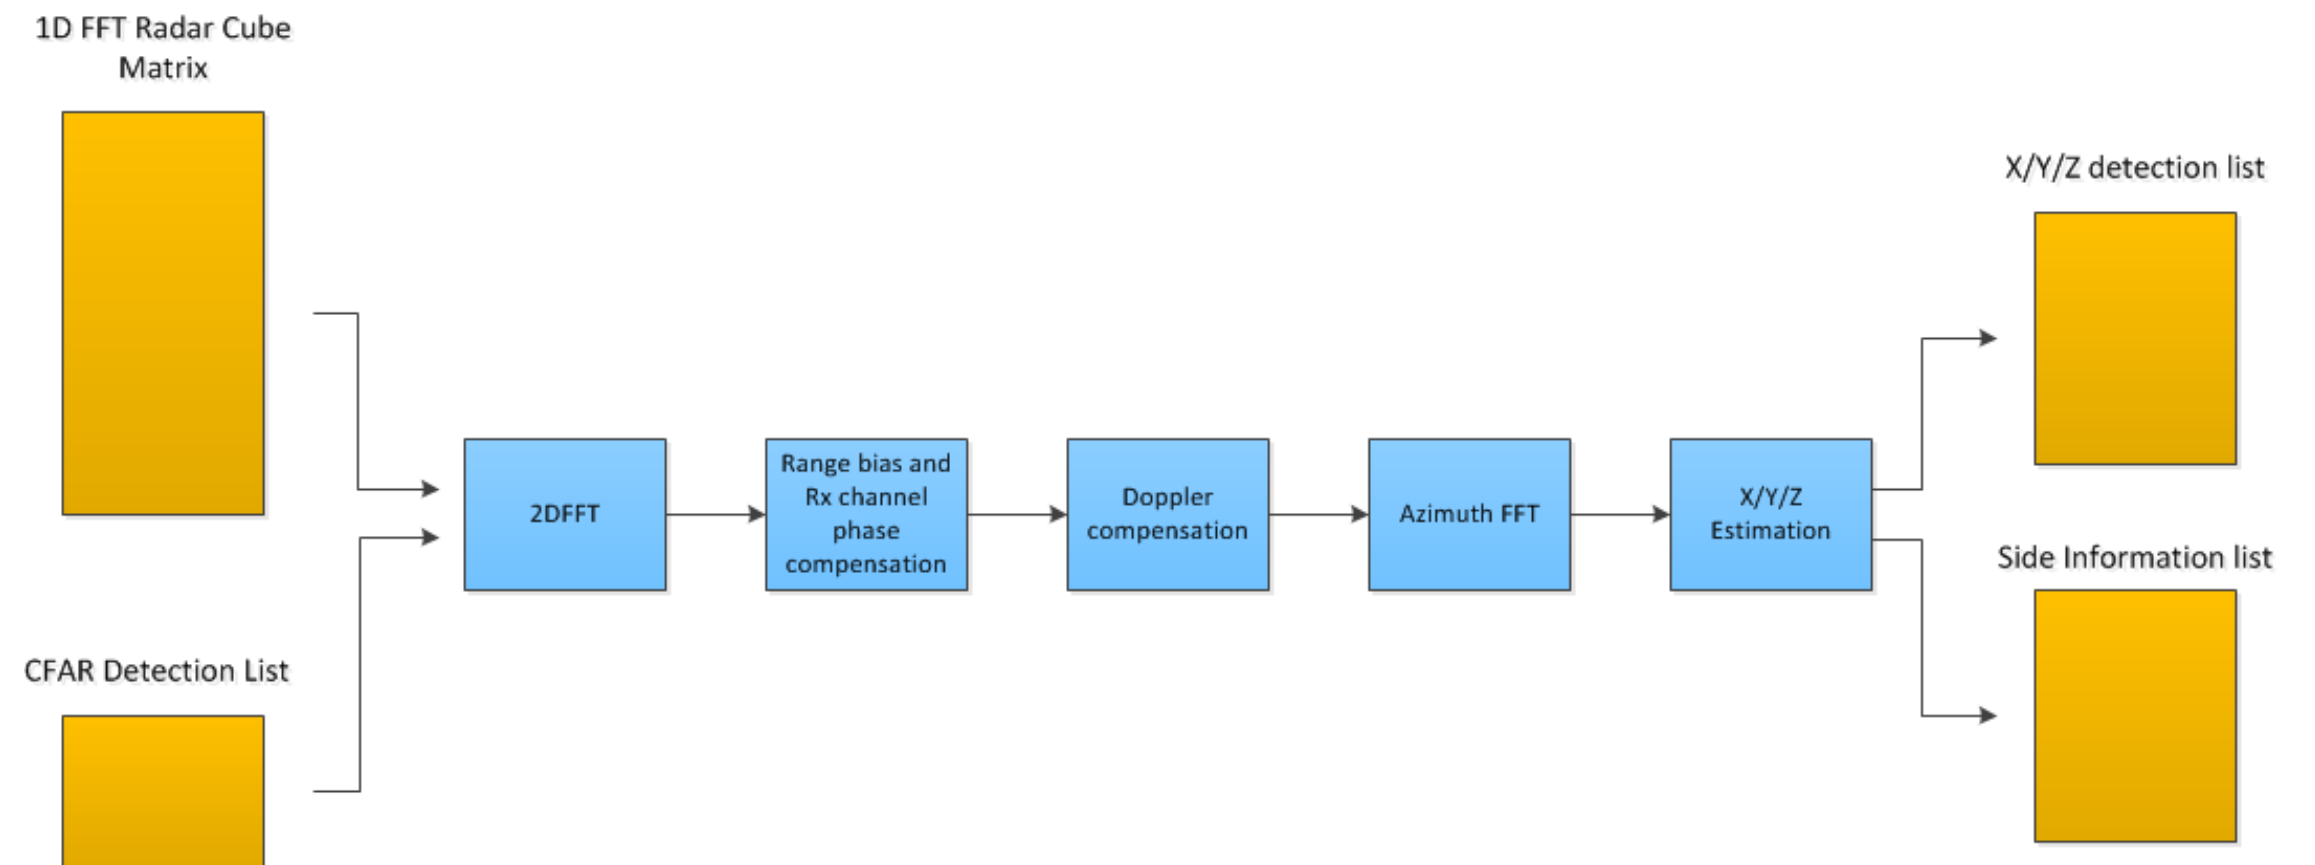 1D FFT Radar Cube
Matrix
X/Y/Z detection list
2DFFT
Range bias and
Rx channel
phase
compensation
Doppler
compensation
Azimuth FFT
X/Y/Z
Estimation
Side Information list
CFAR Detection List